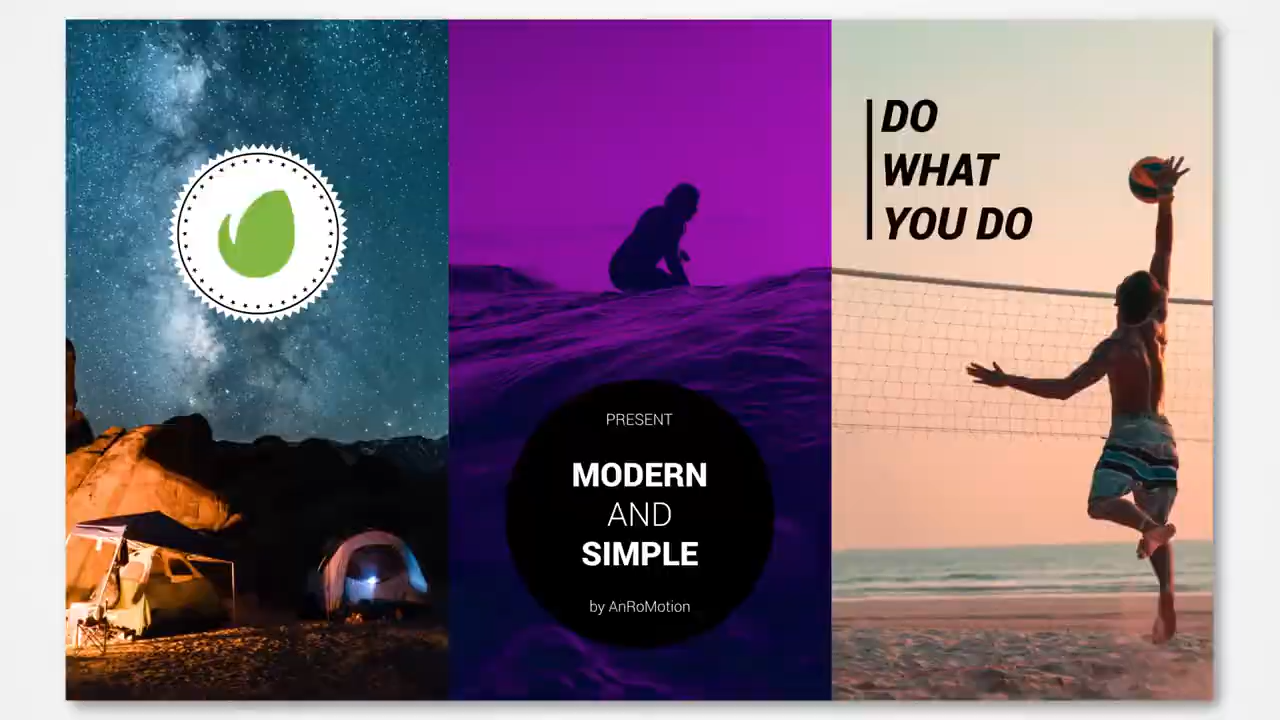 PRESENT
MODERN
AND
SIMPLE
by AnRoMotion
DO
WHAT
YOU DO